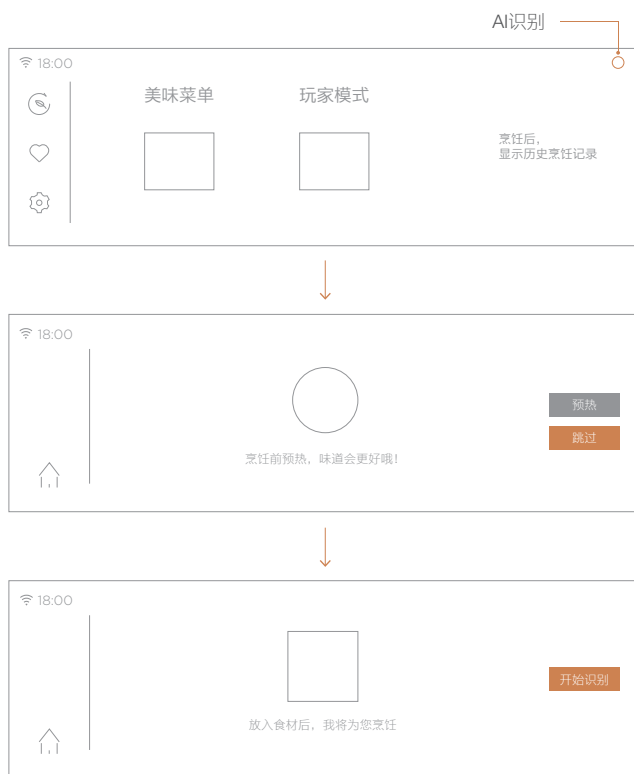 AI识别
18:00
美味菜单
玩家模式
烹饪后，
显示历史烹饪记录
18:00
预热
跳过
烹饪前预热，味道会更好哦！
18:00
开始识别
放入食材后，我将为您烹饪